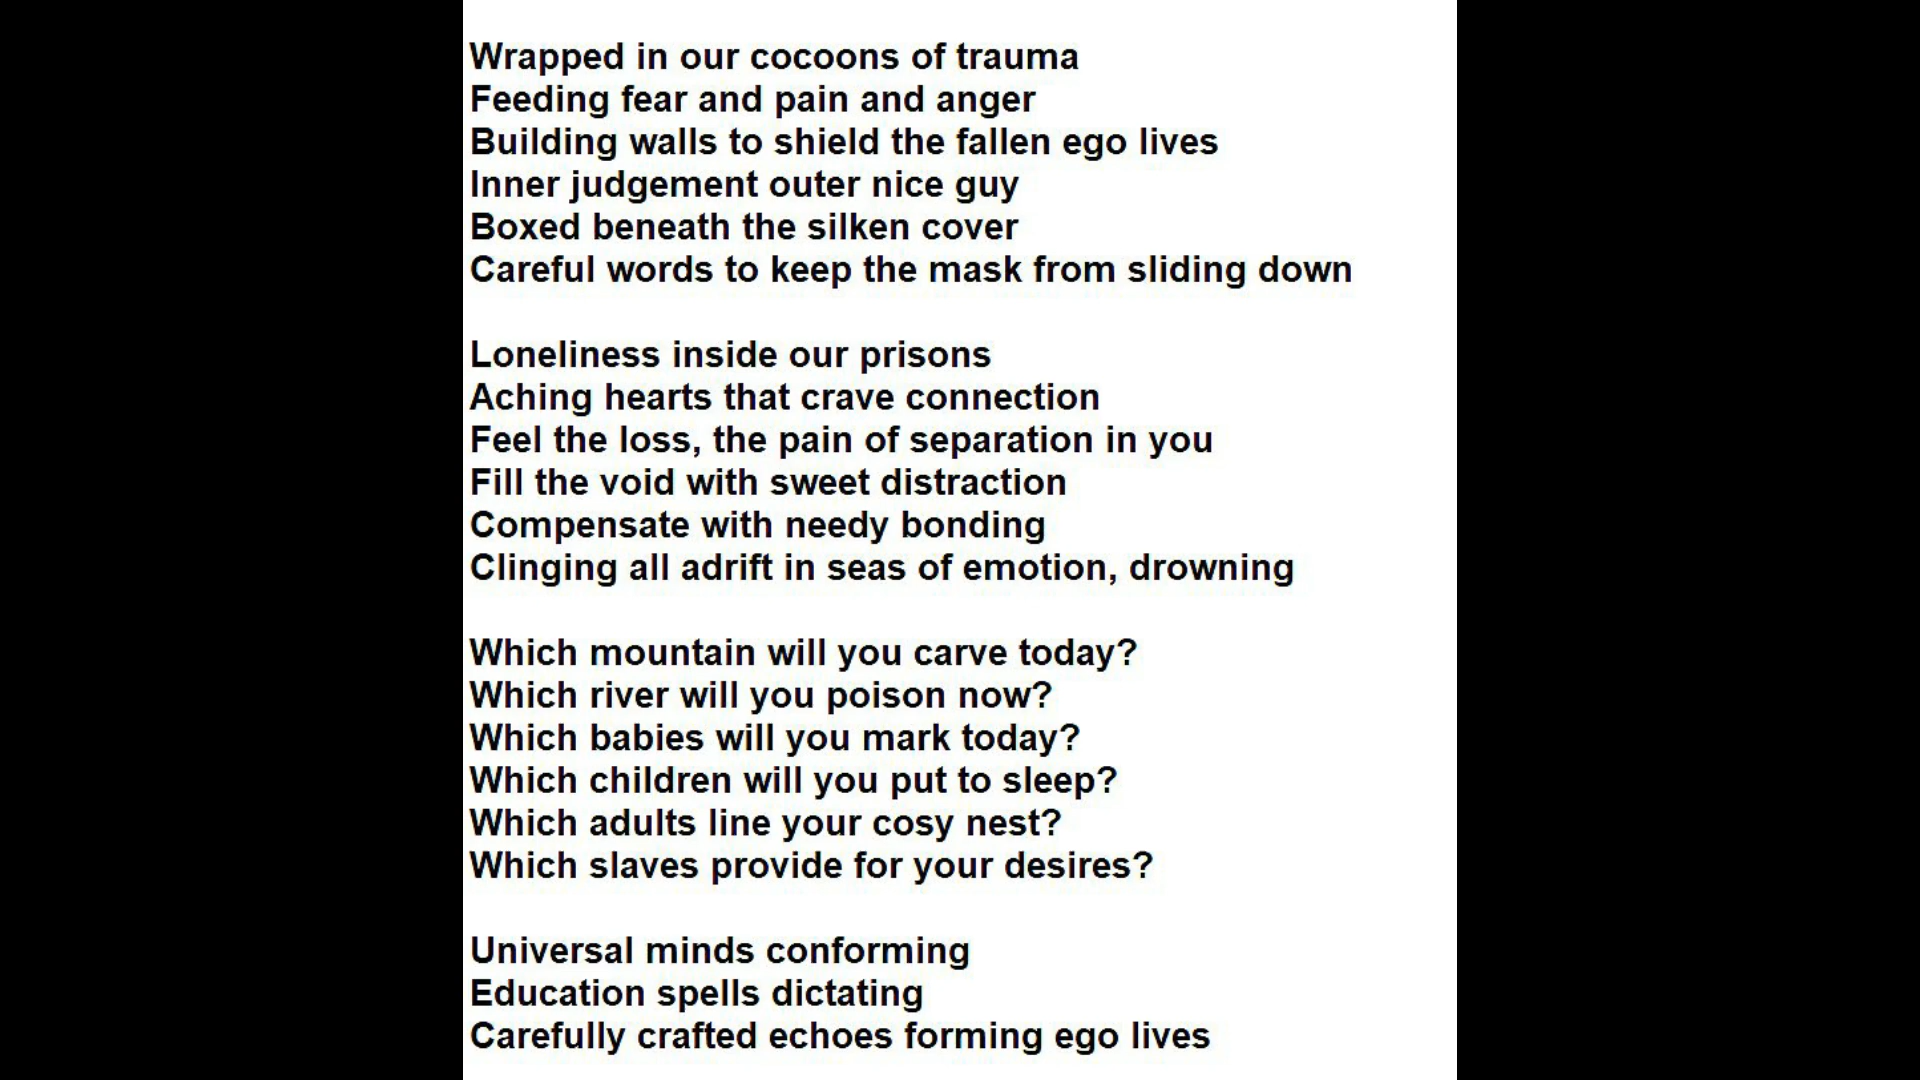 Wrapped in our cocoons of trauma
Feeding fear and pain and anger
Building walls to shield the fallen ego lives
Inner judgement outer nice guy
Boxed beneath the silken cover
Careful words to keep the mask from sliding down

Loneliness inside our prisons
Aching hearts that crave connection
Feel the loss, the pain of separation in you
Fill the void with sweet distraction
Compensate with needy bonding
Clinging all adrift in seas of emotion, drowning

Which mountain will you carve today?
Which river will you poison now?
Which babies will you mark today?
Which children will you put to sleep?
Which adults line your cosy nest?
Which slaves provide for your desires?

Universal minds conforming
Education spells dictating
Carefully crafted echoes forming ego lives